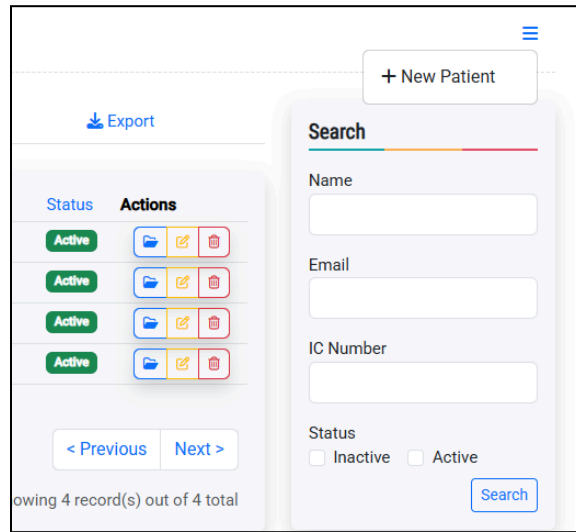 + New Patient
Export
Status Actions
Active
Active
Active
Active
< Previous Next >
owing 4 record(s) out of 4 total
Search
Name
Email
IC Number
Status
Inactive Active
Search